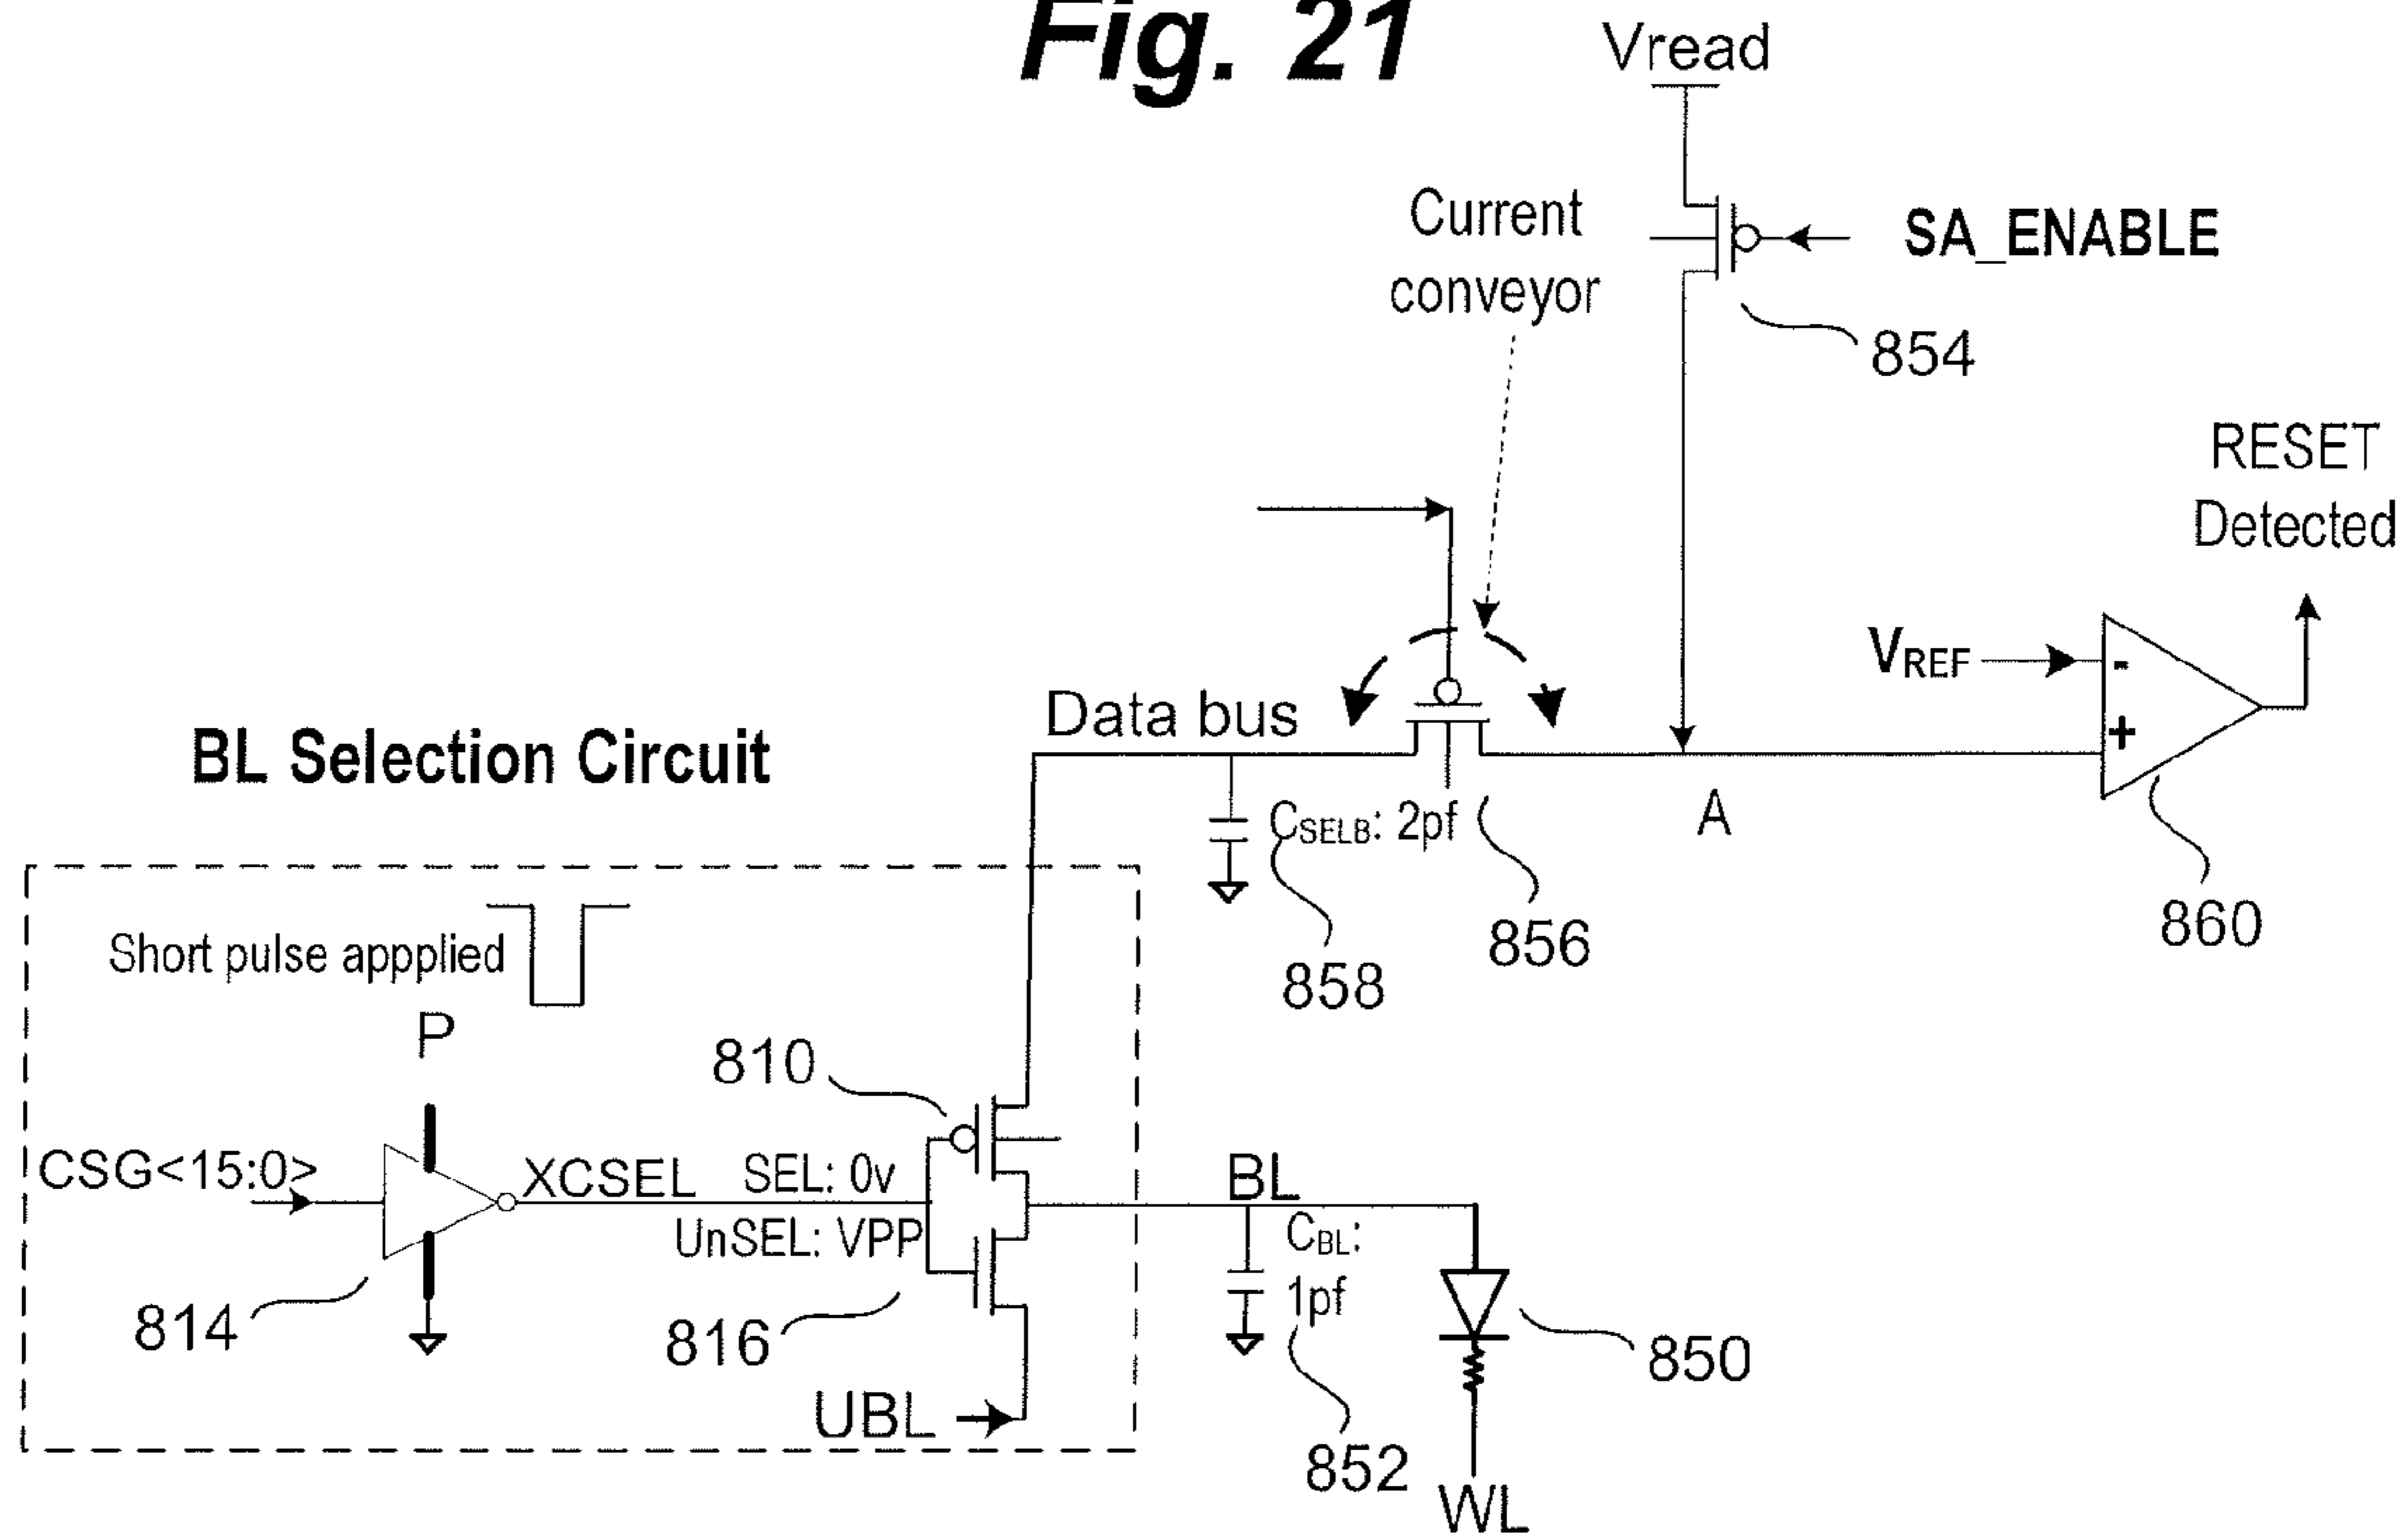 Fig. 21
Vread
Current
conveyor
SA_ENABLE
854
RESET
Detected
VREF
-
+
Data bus
BL Selection Circuit
CSELB: 2pf
A
860
856
858
Short pulse appplied
P
810
CSG<15:0>
XCSEL
SEL: 0v
UnSEL: VPP
BL
CBL:
1pf
814
816
850
UBL
852
WL